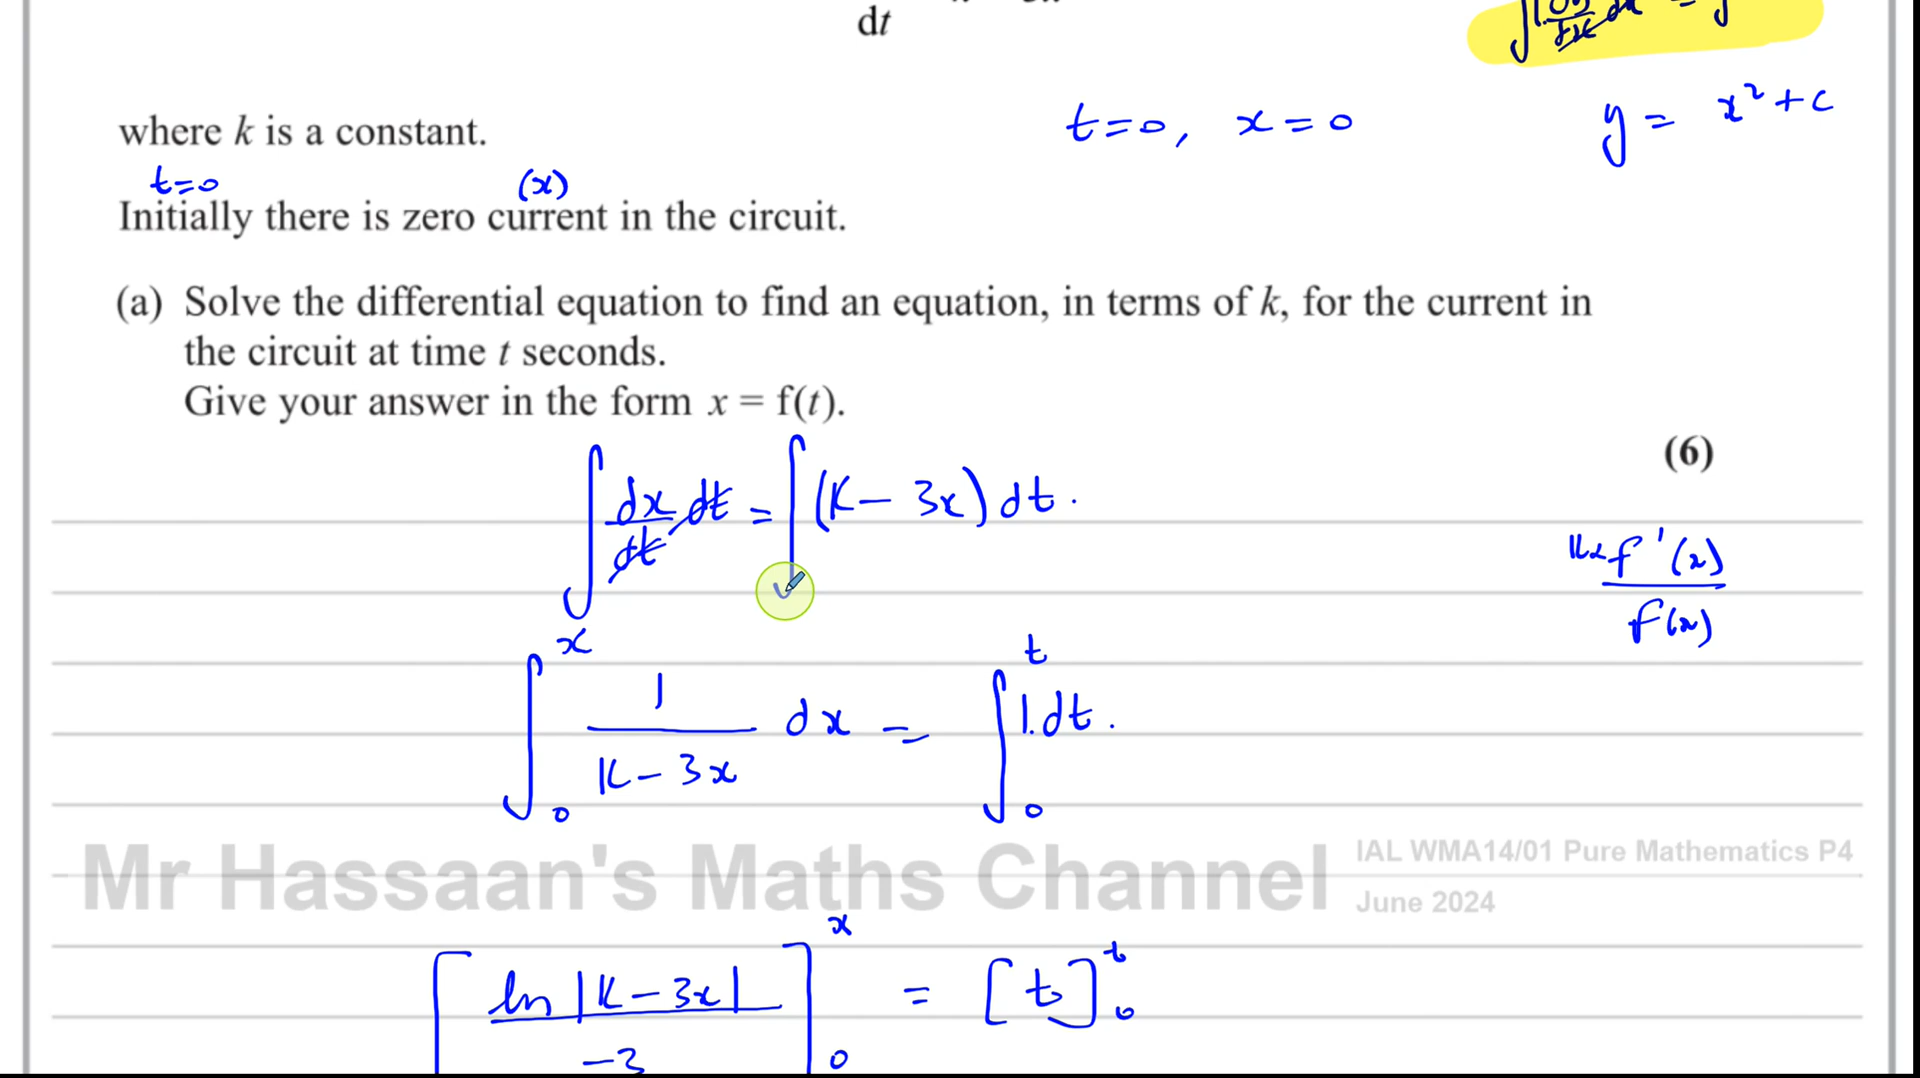 dt
where k is a constant.
t=0, x=0
y = x²+c
t=0 (x)
Initially there is zero current in the circuit.
(a) Solve the differential equation to find an equation, in terms of k, for the current in
the circuit at time t seconds.
Give your answer in the form x = f(t).
(6)
∫ dx/dt dt = ∫ (K − 3x) dt.
f'(x)/f(x)
∫₀ˣ 1/(K − 3x) dx = ∫₀ᵗ 1.dt.
Mr Hassaan's Maths Channel
IAL WMA14/01 Pure Mathematics P4
June 2024
[ln|K − 3x|/−3]₀ˣ = [t]₀ᵗ